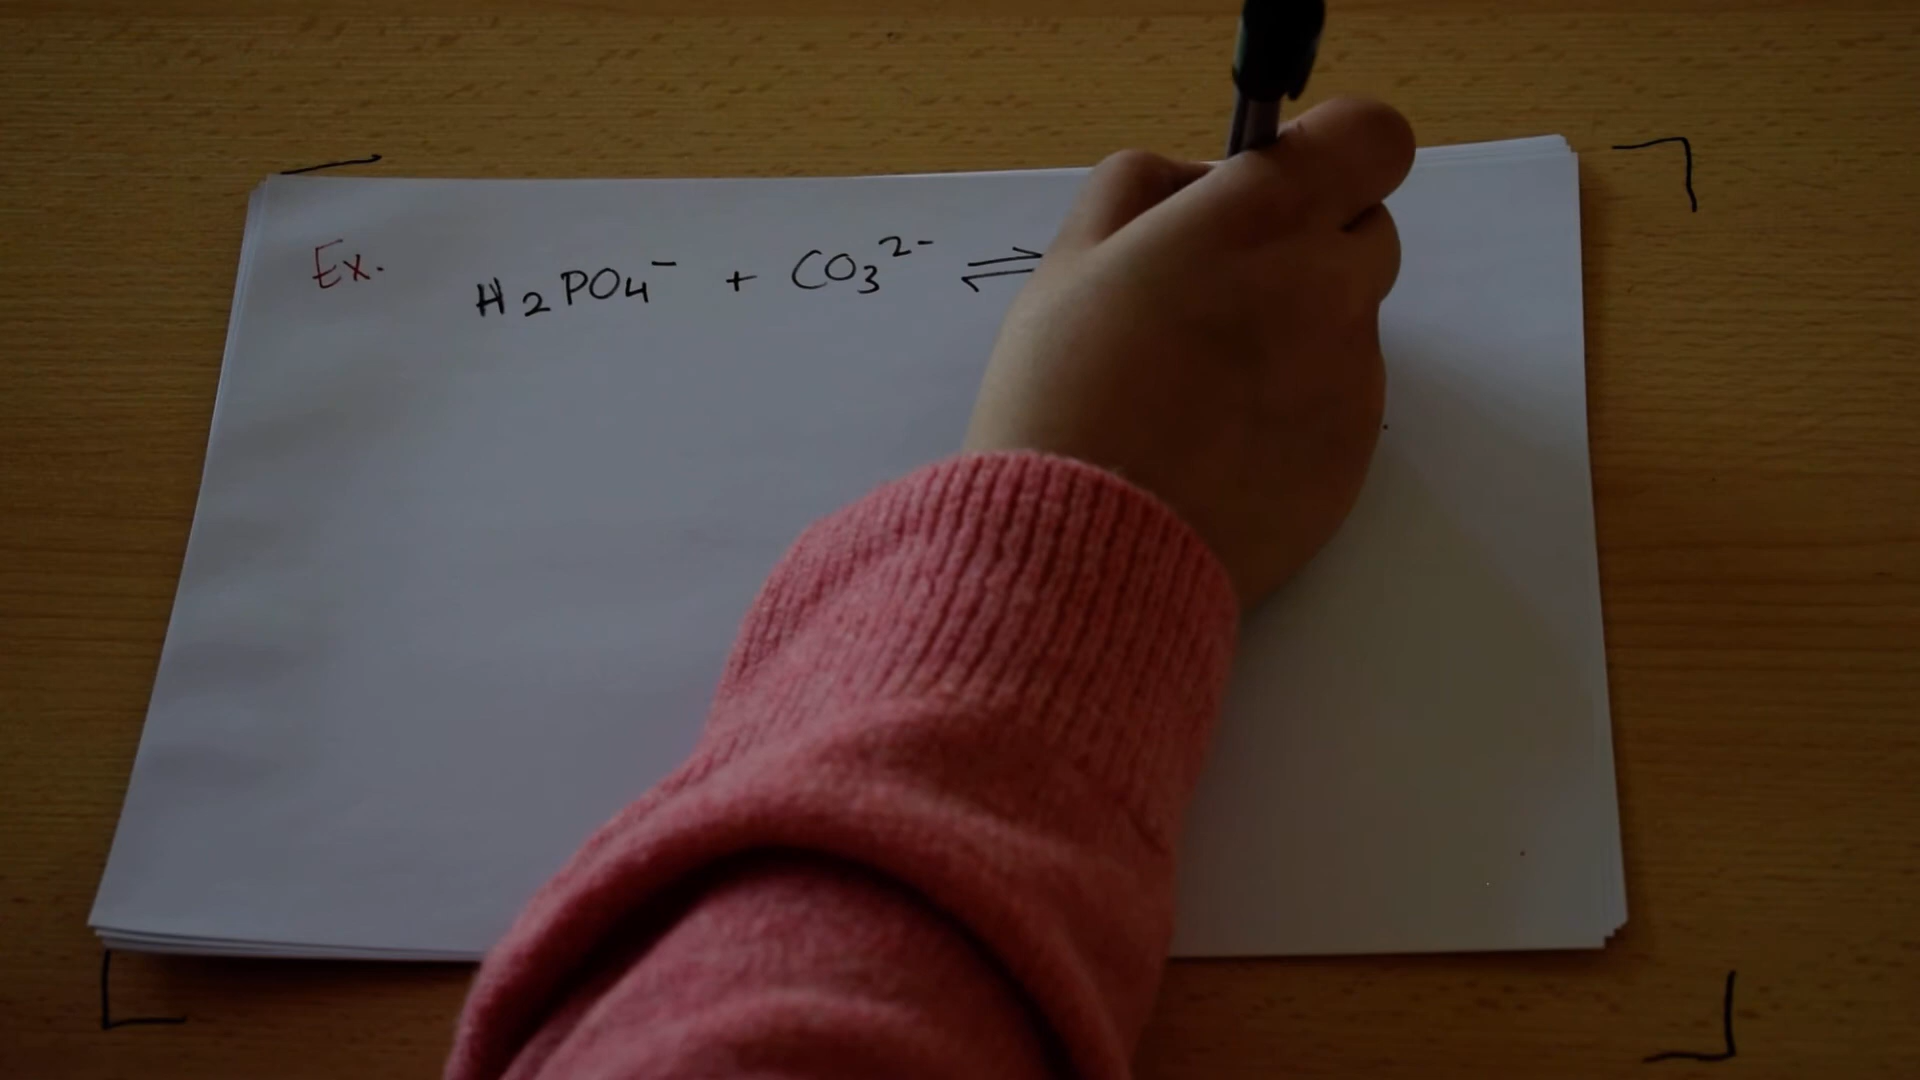 Ex. H₂PO₄⁻ + CO₃²⁻ ⇌